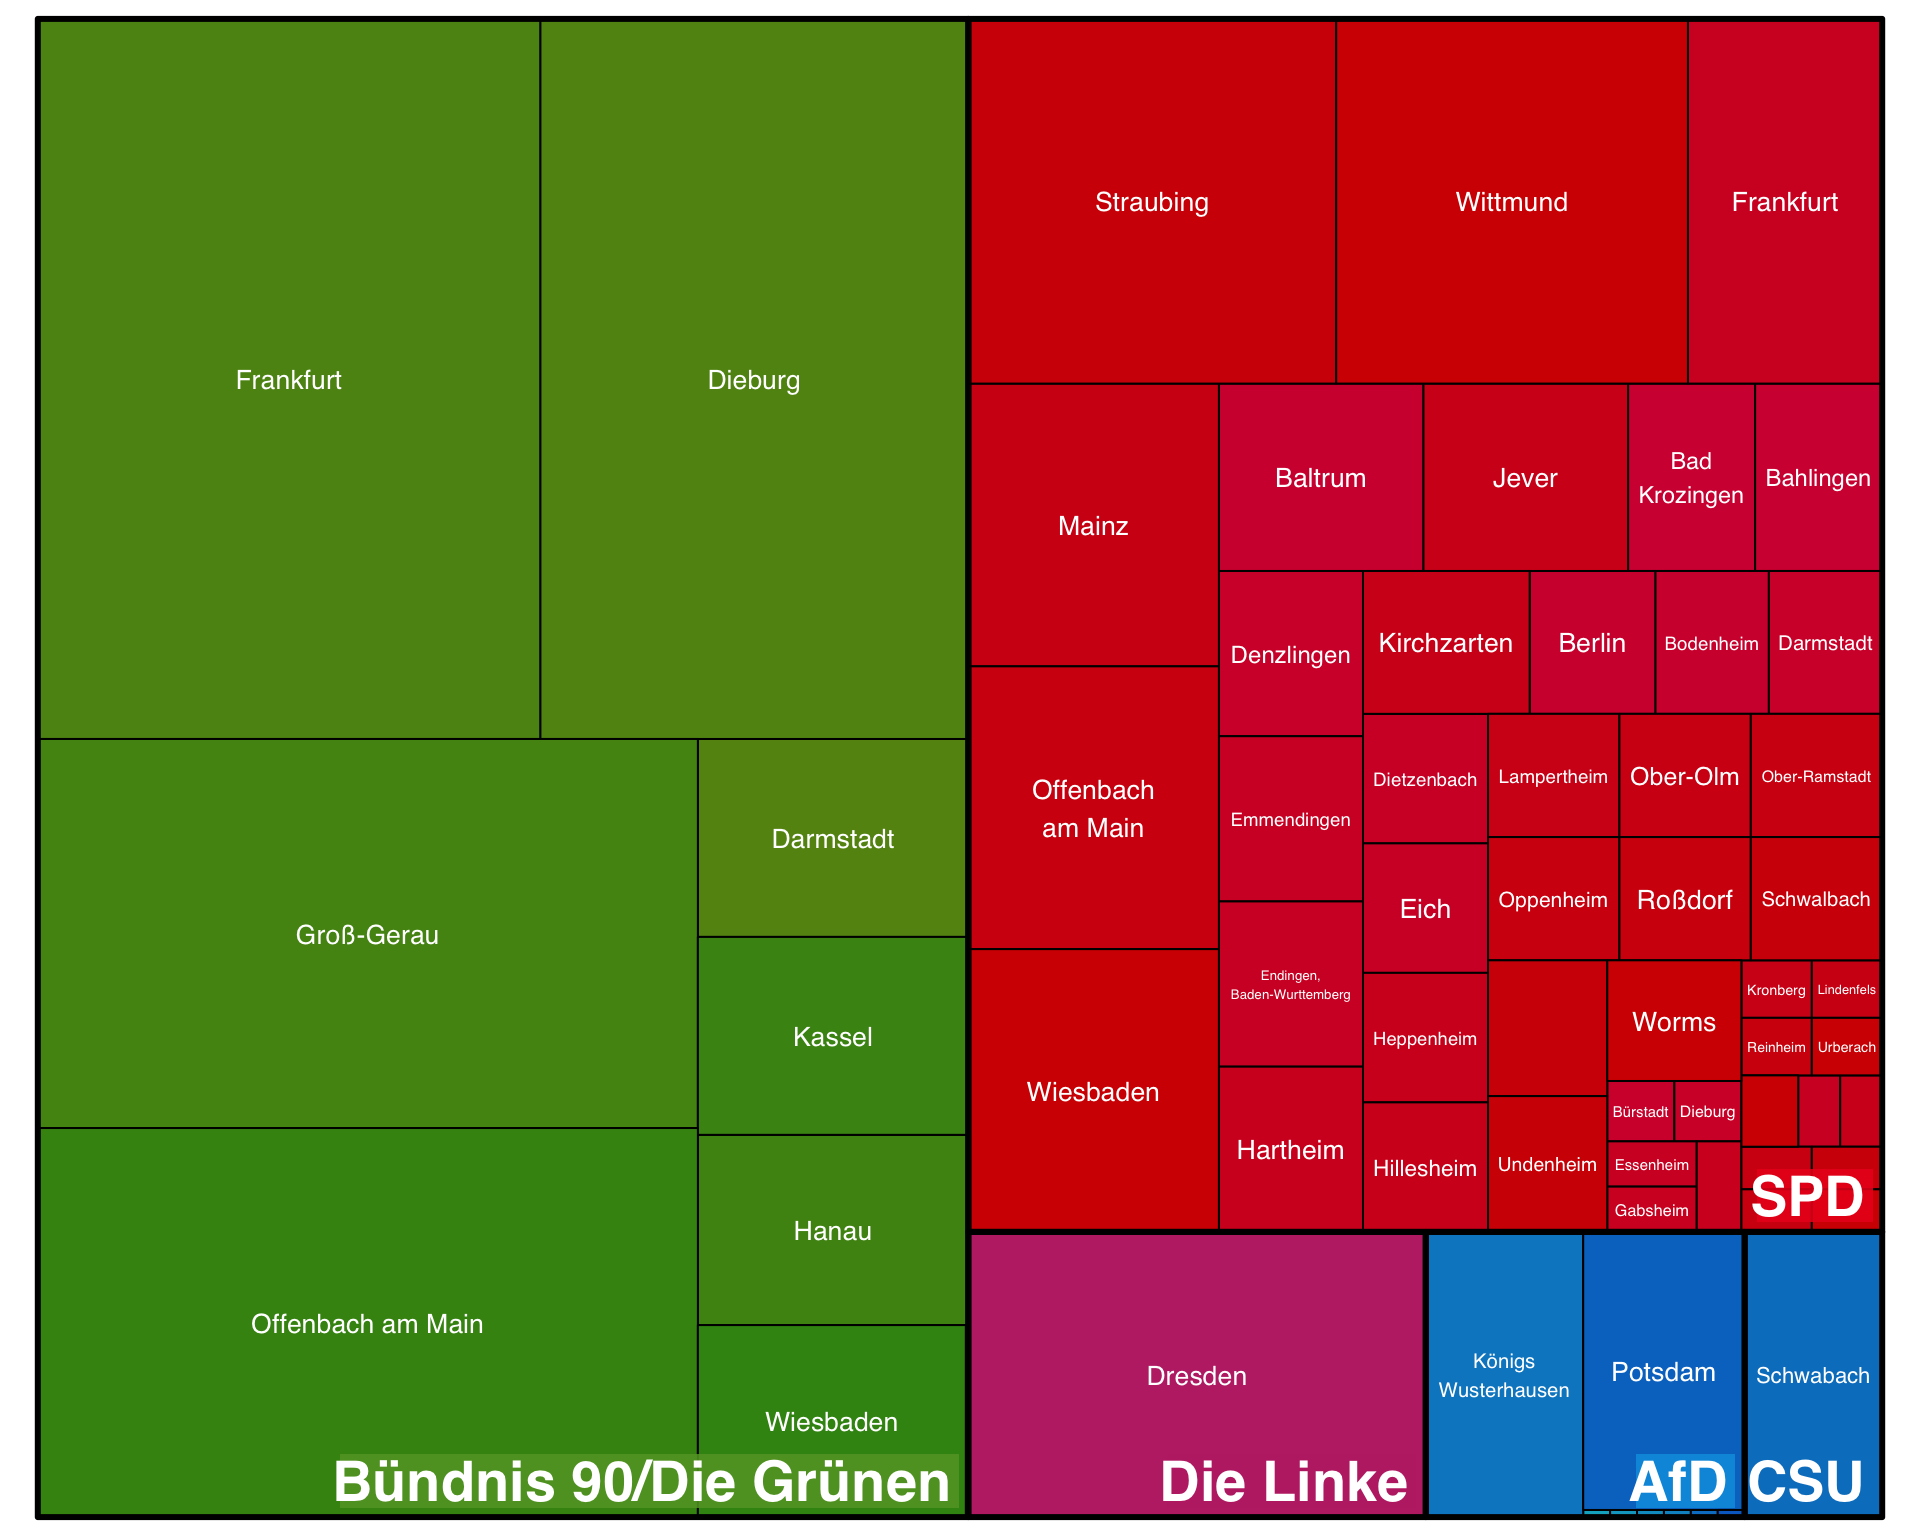 Frankfurt
Dieburg
Groß-Gerau
Darmstadt
Kassel
Hanau
Offenbach am Main
Wiesbaden
Bündnis 90/Die Grünen
Straubing
Wittmund
Frankfurt
Mainz
Baltrum
Jever
Bad
Krozingen
Bahlingen
Offenbach
am Main
Denzlingen
Kirchzarten
Berlin
Bodenheim
Darmstadt
Emmendingen
Dietzenbach
Lampertheim
Ober-Olm
Ober-Ramstadt
Eich
Oppenheim
Roßdorf
Schwalbach
Wiesbaden
Endingen,
Baden-Wurttemberg
Heppenheim
Worms
Kronberg
Lindenfels
Reinheim
Urberach
Hartheim
Hillesheim
Undenheim
Bürstadt
Dieburg
Essenheim
Gabsheim
SPD
Dresden
Die Linke
Königs
Wusterhausen
Potsdam
AfD
Schwabach
CSU